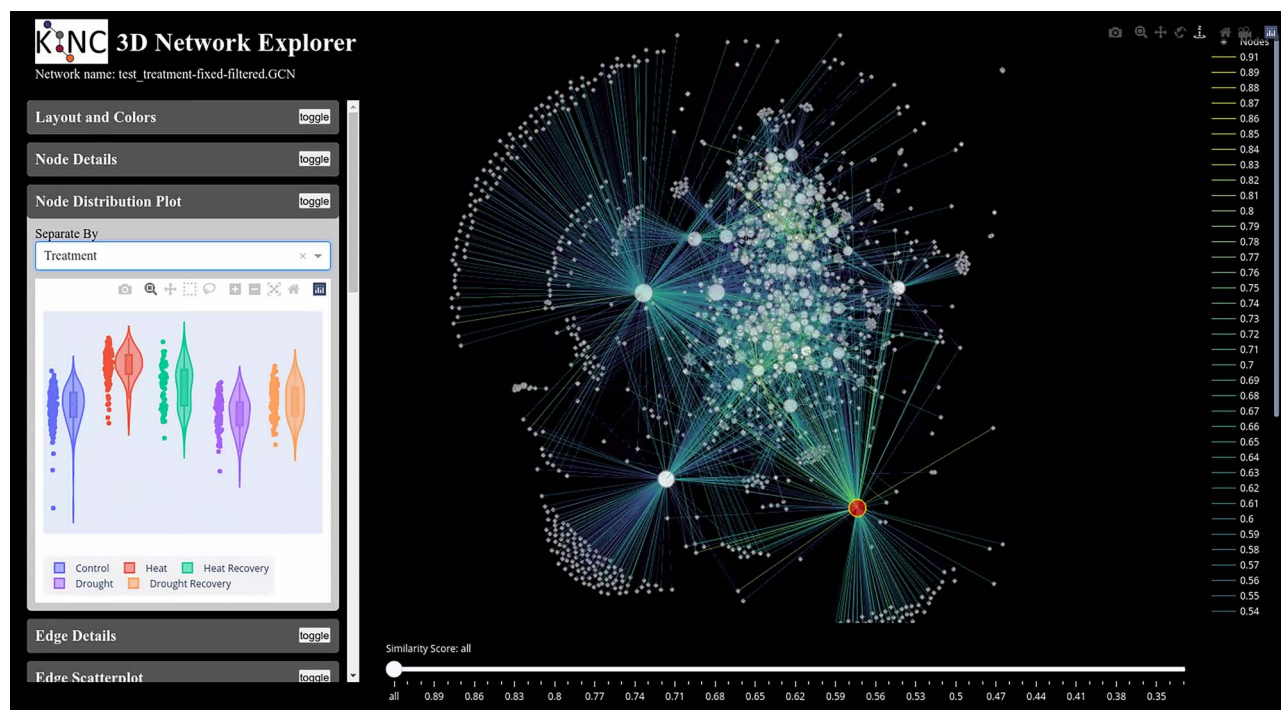 KINC 3D Network Explorer
Network name: test_treatment-fixed-filtered.GCN
Layout and Colors toggle
Node Details toggle
Node Distribution Plot toggle
Separate By
Treatment
Control Heat Heat Recovery
Drought Drought Recovery
Edge Details toggle
Edge Scatterplot toggle
Nodes
0.91
0.89
0.88
0.87
0.86
0.85
0.84
0.83
0.82
0.81
0.8
0.79
0.78
0.77
0.76
0.75
0.74
0.73
0.72
0.71
0.7
0.69
0.68
0.67
0.66
0.65
0.64
0.63
0.62
0.61
0.6
0.59
0.58
0.57
0.56
0.55
0.54
Similarity Score: all
all 0.89 0.86 0.83 0.8 0.77 0.74 0.71 0.68 0.65 0.62 0.59 0.56 0.53 0.5 0.47 0.44 0.41 0.38 0.35